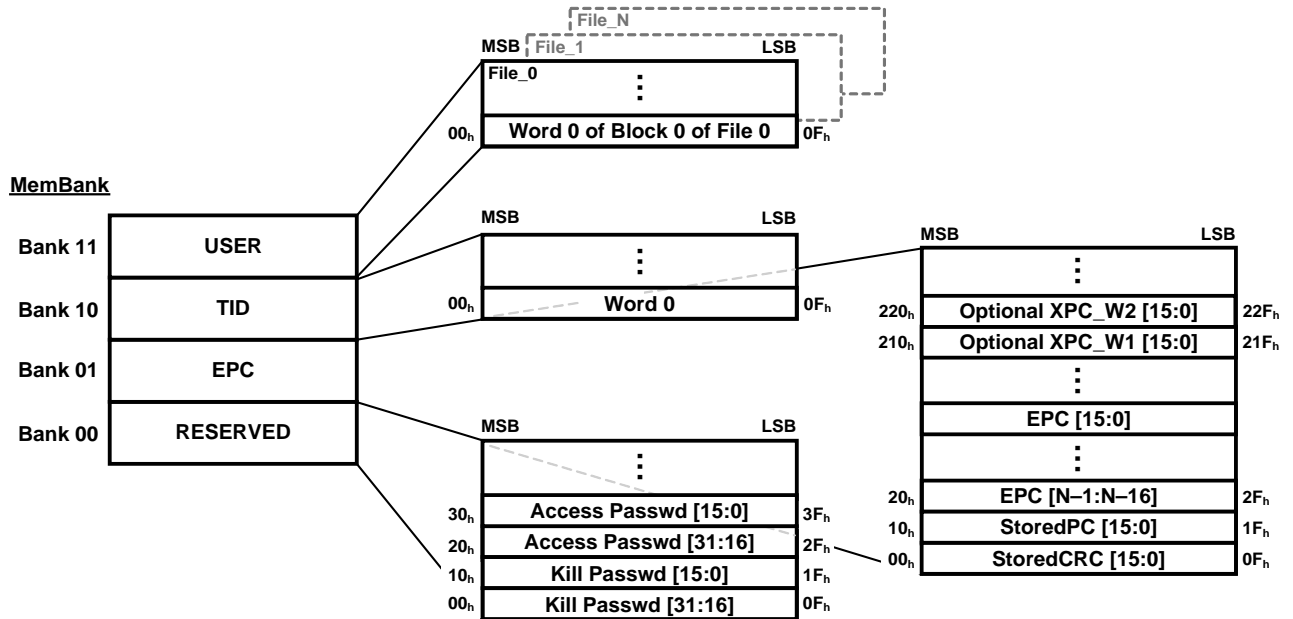 File_N
MSB File_1 LSB
File_0
⋮
00h Word 0 of Block 0 of File 0 0Fh
MemBank
Bank 11 USER
Bank 10 TID
Bank 01 EPC
Bank 00 RESERVED
MSB LSB
⋮
00h Word 0 0Fh
MSB LSB
⋮
30h Access Passwd [15:0] 3Fh
20h Access Passwd [31:16] 2Fh
10h Kill Passwd [15:0] 1Fh
00h Kill Passwd [31:16] 0Fh
MSB LSB
⋮
220h Optional XPC_W2 [15:0] 22Fh
210h Optional XPC_W1 [15:0] 21Fh
⋮
EPC [15:0]
⋮
20h EPC [N–1:N–16] 2Fh
10h StoredPC [15:0] 1Fh
00h StoredCRC [15:0] 0Fh